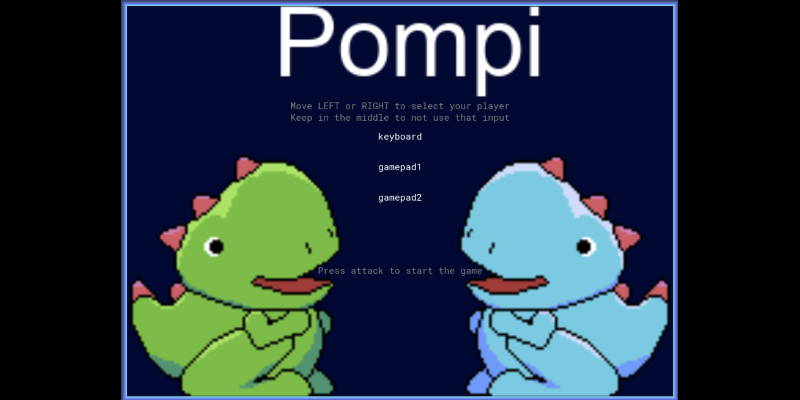 Pompi
Move LEFT or RIGHT to select your player
Keep in the middle to not use that input
keyboard
gamepad1
gamepad2
Press attack to start the game